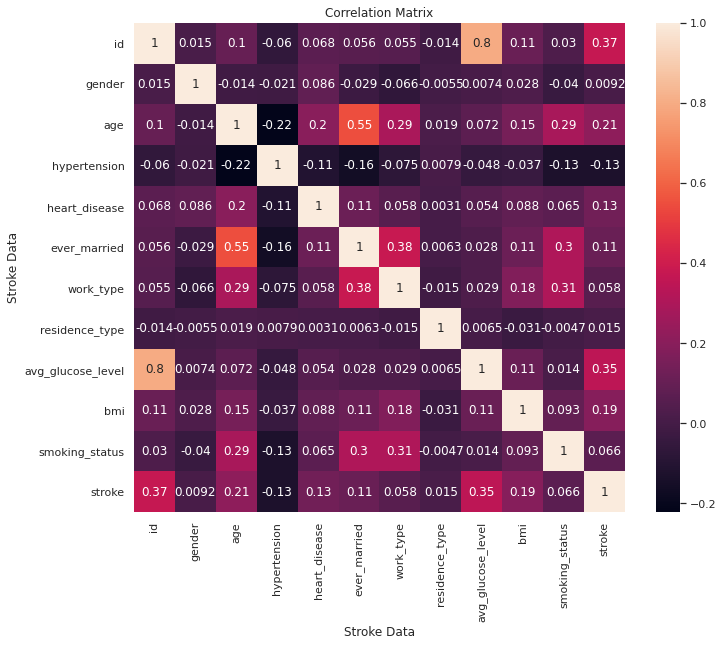 Correlation Matrix
id 1 0.015 0.1 -0.06 0.068 0.056 0.055 -0.014 0.8 0.11 0.03 0.37
gender 0.015 1 -0.014 -0.021 0.086 -0.029 -0.066 -0.0055 0.0074 0.028 -0.04 0.0092
age 0.1 -0.014 1 -0.22 0.2 0.55 0.29 0.019 0.072 0.15 0.29 0.21
hypertension -0.06 -0.021 -0.22 1 -0.11 -0.16 -0.075 0.0079 -0.048 -0.037 -0.13 -0.13
heart_disease 0.068 0.086 0.2 -0.11 1 0.11 0.058 0.0031 0.054 0.088 0.065 0.13
ever_married 0.056 -0.029 0.55 -0.16 0.11 1 0.38 0.0063 0.028 0.11 0.3 0.11
work_type 0.055 -0.066 0.29 -0.075 0.058 0.38 1 -0.015 0.029 0.18 0.31 0.058
residence_type -0.014 -0.0055 0.019 0.0079 0.0031 0.0063 -0.015 1 0.0065 -0.031 -0.0047 0.015
avg_glucose_level 0.8 0.0074 0.072 -0.048 0.054 0.028 0.029 0.0065 1 0.11 0.014 0.35
bmi 0.11 0.028 0.15 -0.037 0.088 0.11 0.18 -0.031 0.11 1 0.093 0.19
smoking_status 0.03 -0.04 0.29 -0.13 0.065 0.3 0.31 -0.0047 0.014 0.093 1 0.066
stroke 0.37 0.0092 0.21 -0.13 0.13 0.11 0.058 0.015 0.35 0.19 0.066 1
id gender age hypertension heart_disease ever_married work_type residence_type avg_glucose_level bmi smoking_status stroke
Stroke Data
Stroke Data
1.0
0.8
0.6
0.4
0.2
0.0
−0.2